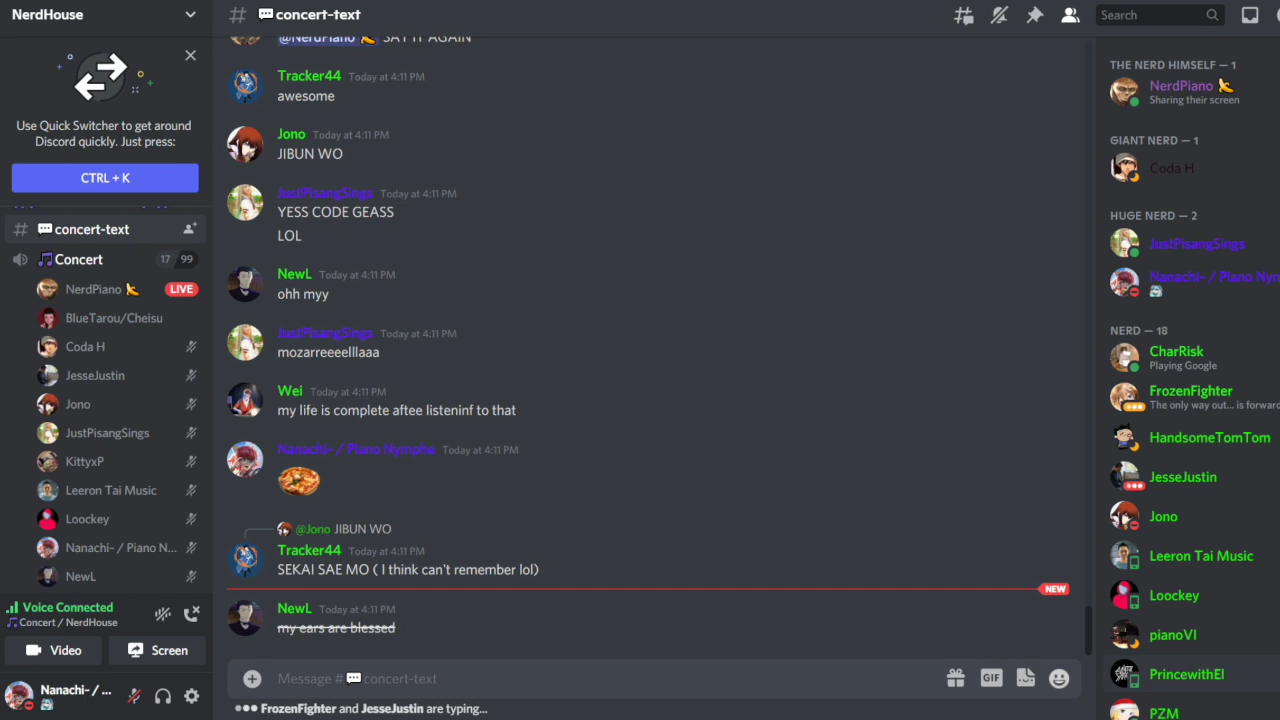 NerdHouse
Use Quick Switcher to get around
Discord quickly. Just press:
CTRL + K
# 💬concert-text
🎵Concert 17 99
NerdPiano 🍌 LIVE
BlueTarou/Cheisu
Coda H
JesseJustin
Jono
JustPisangSings
KittyxP
Leeron Tai Music
Loockey
Nanachi- / Piano N...
NewL
Voice Connected
🎵Concert / NerdHouse
Video Screen
Nanachi- / ...
# 💬concert-text
Search
@NerdPiano 🍌 SAY IT AGAIN
Tracker44 Today at 4:11 PM
awesome
Jono Today at 4:11 PM
JIBUN WO
JustPisangSings Today at 4:11 PM
YESS CODE GEASS
LOL
NewL Today at 4:11 PM
ohh myy
JustPisangSings Today at 4:11 PM
mozarreeeelllaaa
Wei Today at 4:11 PM
my life is complete aftee listeninf to that
Nanachi- / Piano Nymphe Today at 4:11 PM
@Jono JIBUN WO
Tracker44 Today at 4:11 PM
SEKAI SAE MO ( I think can't remember lol)
NEW
NewL Today at 4:11 PM
my ears are blessed
Message #💬concert-text
GIF
FrozenFighter and JesseJustin are typing...
THE NERD HIMSELF — 1
NerdPiano 🍌
Sharing their screen
GIANT NERD — 1
Coda H
HUGE NERD — 2
JustPisangSings
Nanachi- / Piano Nym
NERD — 18
CharRisk
Playing Google
FrozenFighter
The only way out... is forward
HandsomeTomTom
JesseJustin
Jono
Leeron Tai Music
Loockey
pianoVI
PrincewithEl
PZM